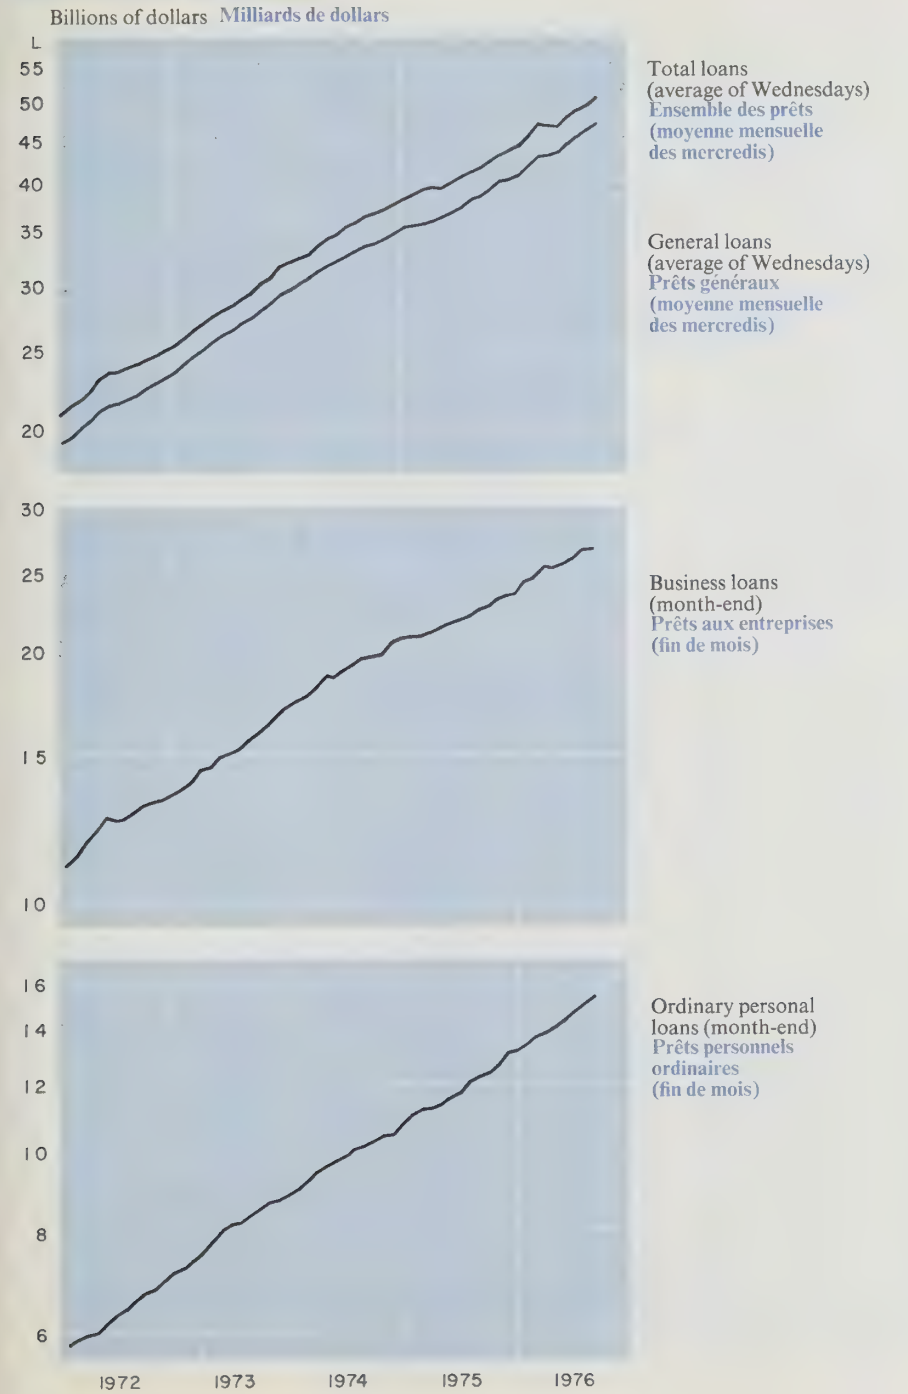 Billions of dollars Milliards de dollars
L
55
50
45
40
35
30
25
20
Total loans
(average of Wednesdays)
Ensemble des prêts
(moyenne mensuelle
des mercredis)
General loans
(average of Wednesdays)
Prêts généraux
(moyenne mensuelle
des mercredis)
30
25
20
15
10
Business loans
(month-end)
Prêts aux entreprises
(fin de mois)
16
14
12
10
8
6
Ordinary personal
loans (month-end)
Prêts personnels
ordinaires
(fin de mois)
1972 1973 1974 1975 1976